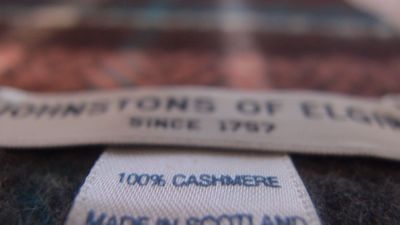 JOHNSTONS OF ELGIN
SINCE 1797
100% CASHMERE
MADE IN SCOTLAND